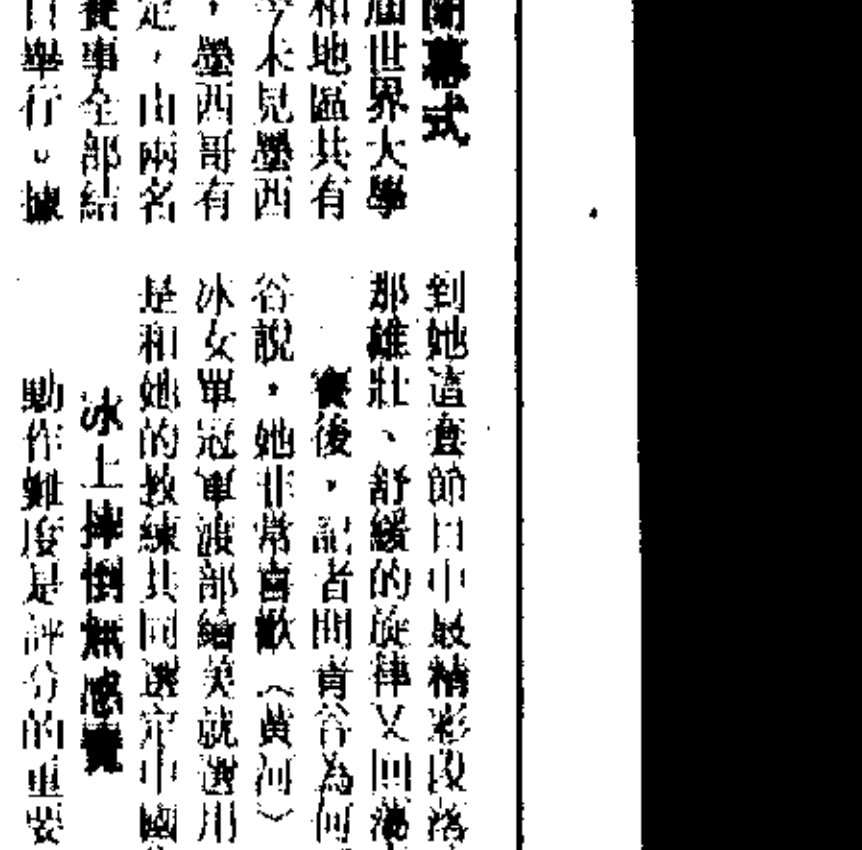 開幕式
屆世界大學
和地區共有
今未見墨西
，墨西哥有
定，由兩名
賽事全部結
日舉行。據
到她這套節目中最精彩段落
那雄壯、舒緩的旋律又回蕩
賽後，記者問青谷為何
谷說，她非常喜歡〈黃河〉
冰女單冠軍渡部繪美就選用
是和她的教練共同選定中國
冰上摔倒無感覺
動作難度是評分的重要